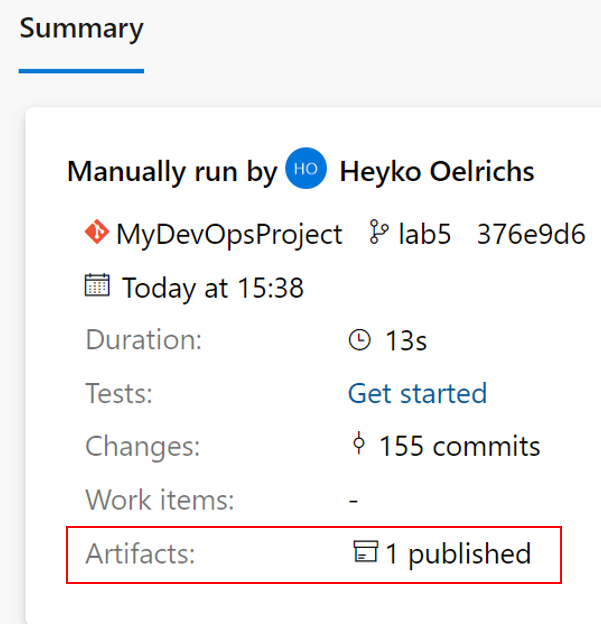 Summary
Manually run by HO Heyko Oelrichs
MyDevOpsProject lab5 376e9d6
Today at 15:38
Duration: 13s
Tests: Get started
Changes: 155 commits
Work items: -
Artifacts: 1 published